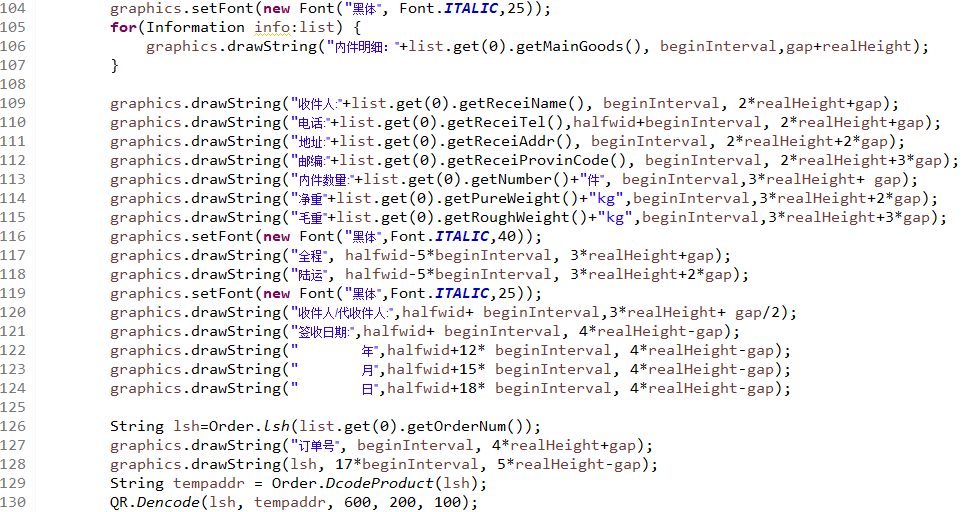 104 graphics.setFont(new Font("黑体", Font.ITALIC,25));
105 for(Information info:list) {
106 graphics.drawString("内件明细："+list.get(0).getMainGoods(), beginInterval,gap+realHeight);
107 }
108
109 graphics.drawString("收件人:"+list.get(0).getReceiName(), beginInterval, 2*realHeight+gap);
110 graphics.drawString("电话:"+list.get(0).getReceiTel(),halfwid+beginInterval, 2*realHeight+gap);
111 graphics.drawString("地址:"+list.get(0).getReceiAddr(), beginInterval, 2*realHeight+2*gap);
112 graphics.drawString("邮编:"+list.get(0).getReceiProvinCode(), beginInterval, 2*realHeight+3*gap);
113 graphics.drawString("内件数量:"+list.get(0).getNumber()+"件", beginInterval,3*realHeight+ gap);
114 graphics.drawString("净重"+list.get(0).getPureWeight()+"kg",beginInterval,3*realHeight+2*gap);
115 graphics.drawString("毛重"+list.get(0).getRoughWeight()+"kg",beginInterval,3*realHeight+3*gap);
116 graphics.setFont(new Font("黑体",Font.ITALIC,40));
117 graphics.drawString("全程", halfwid-5*beginInterval, 3*realHeight+gap);
118 graphics.drawString("陆运", halfwid-5*beginInterval, 3*realHeight+2*gap);
119 graphics.setFont(new Font("黑体",Font.ITALIC,25));
120 graphics.drawString("收件人/代收件人:",halfwid+ beginInterval,3*realHeight+ gap/2);
121 graphics.drawString("签收日期:",halfwid+ beginInterval, 4*realHeight-gap);
122 graphics.drawString("      年",halfwid+12* beginInterval, 4*realHeight-gap);
123 graphics.drawString("      月",halfwid+15* beginInterval, 4*realHeight-gap);
124 graphics.drawString("      日",halfwid+18* beginInterval, 4*realHeight-gap);
125
126 String lsh=Order.lsh(list.get(0).getOrderNum());
127 graphics.drawString("订单号", beginInterval, 4*realHeight+gap);
128 graphics.drawString(lsh, 17*beginInterval, 5*realHeight-gap);
129 String tempaddr = Order.DcodeProduct(lsh);
130 QR.Dencode(lsh, tempaddr, 600, 200, 100);